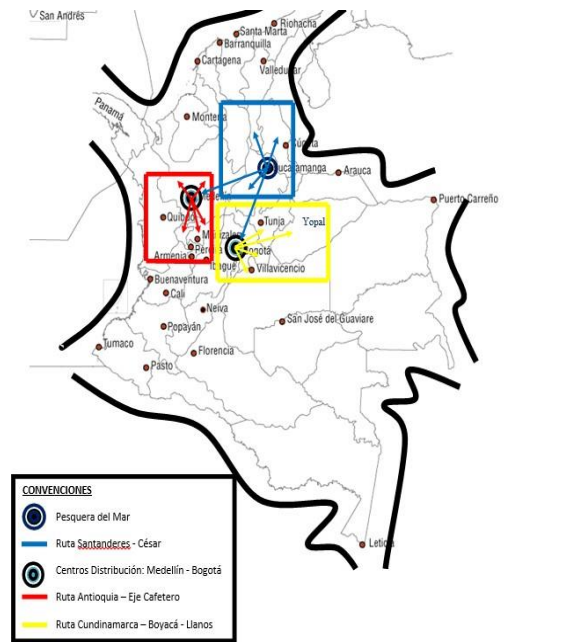 San Andrés
Riohacha
Santa Marta
Barranquilla
Cartagena
Valledupar
Panamá
Montería
Cúcuta
Arauca
Puerto Carreño
Quibdó
Tunja
Yopal
Manizales
Pereira
Armenia
Ibagué
Villavicencio
Buenaventura
Cali
Neiva
San José del Guaviare
Popayán
Tumaco
Florencia
Pasto
Leticia
CONVENCIONES
Pesquera del Mar
Ruta Santanderes - César
Centros Distribución: Medellín - Bogotá
Ruta Antioquia – Eje Cafetero
Ruta Cundinamarca – Boyacá - Llanos